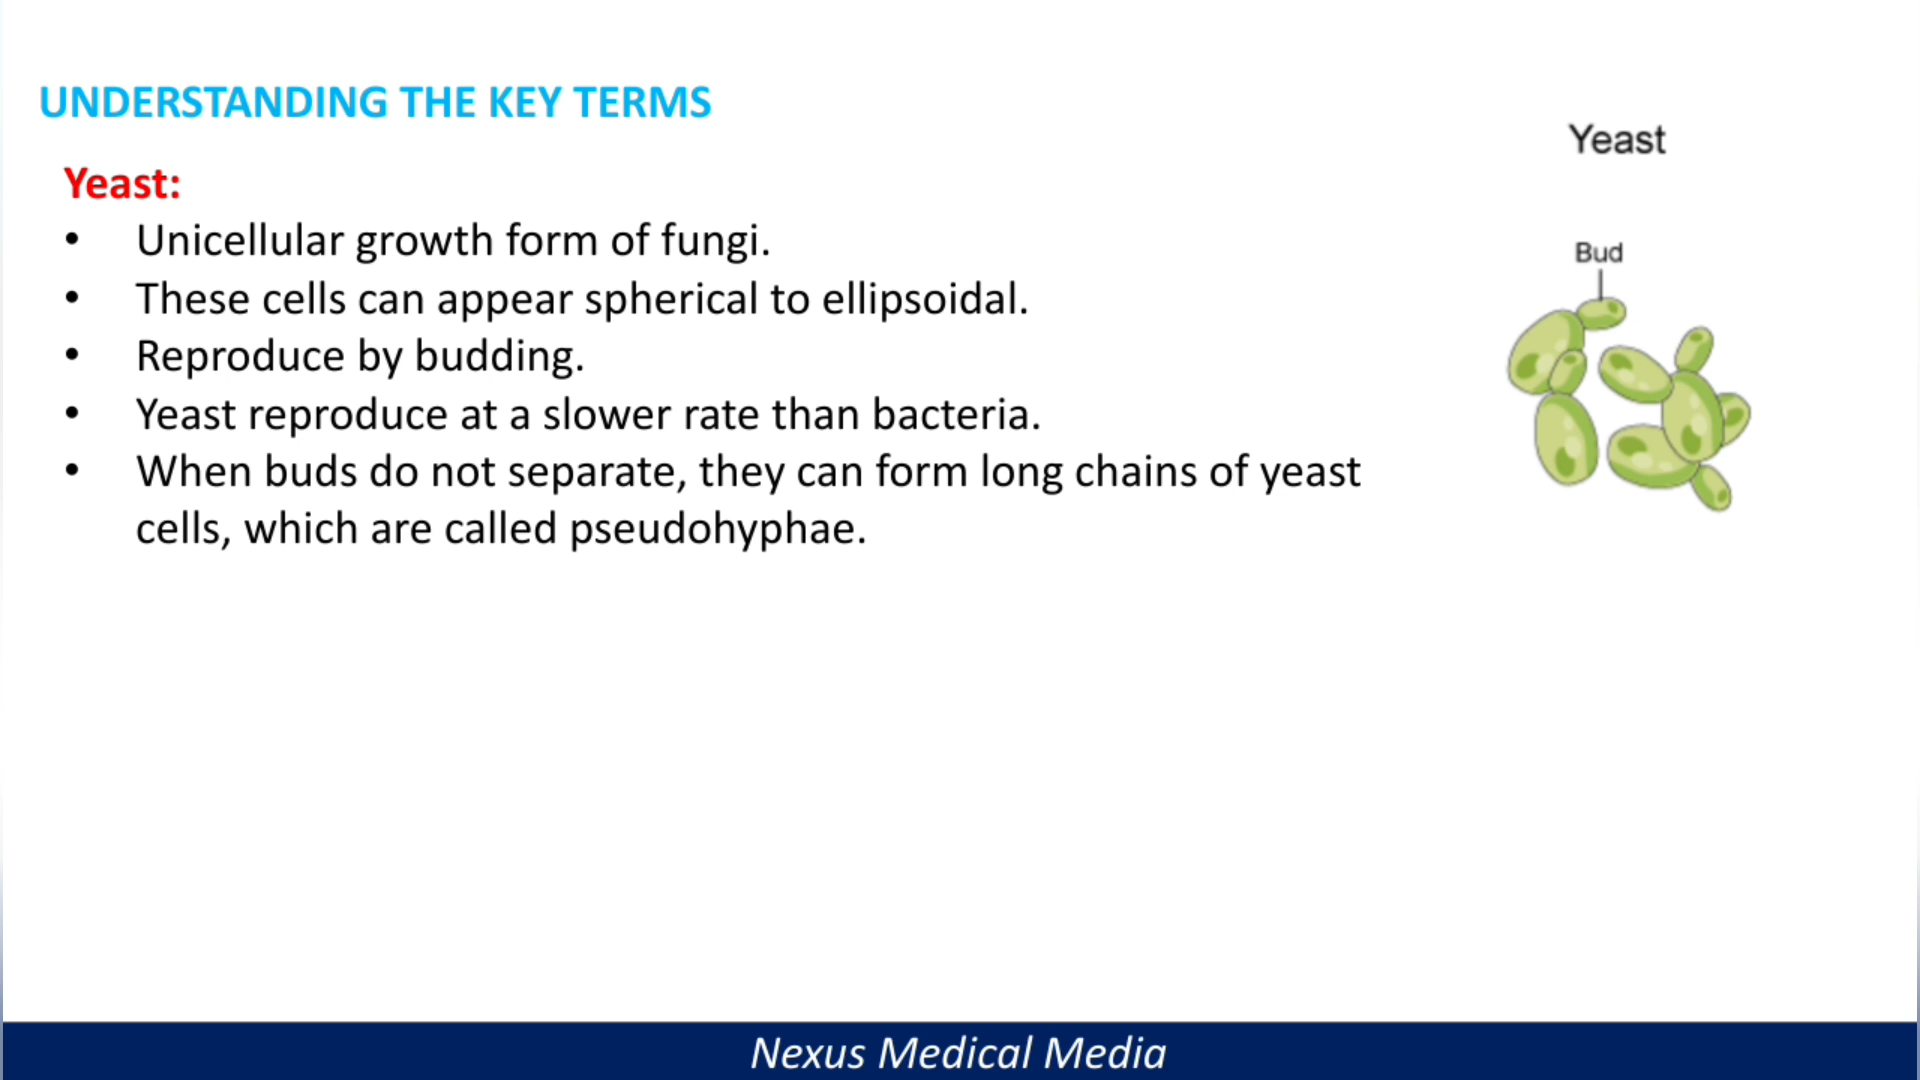 UNDERSTANDING THE KEY TERMS
Yeast:
• Unicellular growth form of fungi.
• These cells can appear spherical to ellipsoidal.
• Reproduce by budding.
• Yeast reproduce at a slower rate than bacteria.
• When buds do not separate, they can form long chains of yeast
cells, which are called pseudohyphae.
Yeast
Bud
Nexus Medical Media